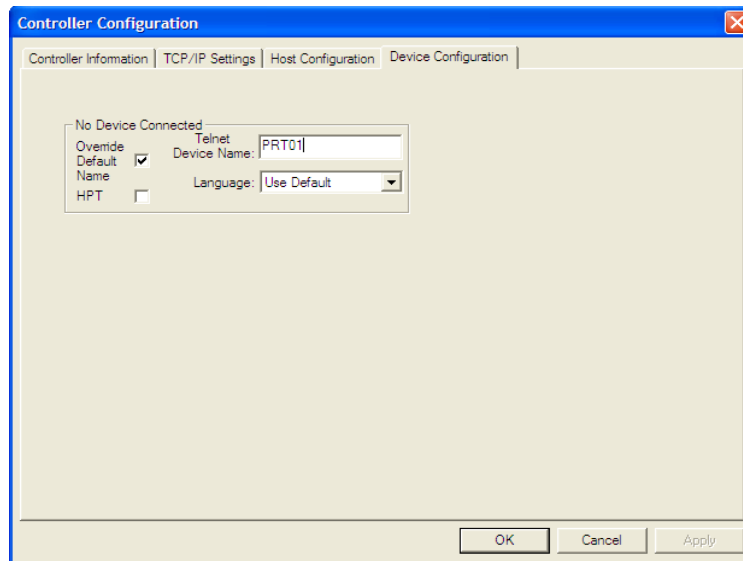 Controller Configuration
Controller Information TCP/IP Settings Host Configuration Device Configuration
No Device Connected
Override Default Name
Telnet Device Name: PRT01
Language: Use Default
HPT
OK Cancel Apply